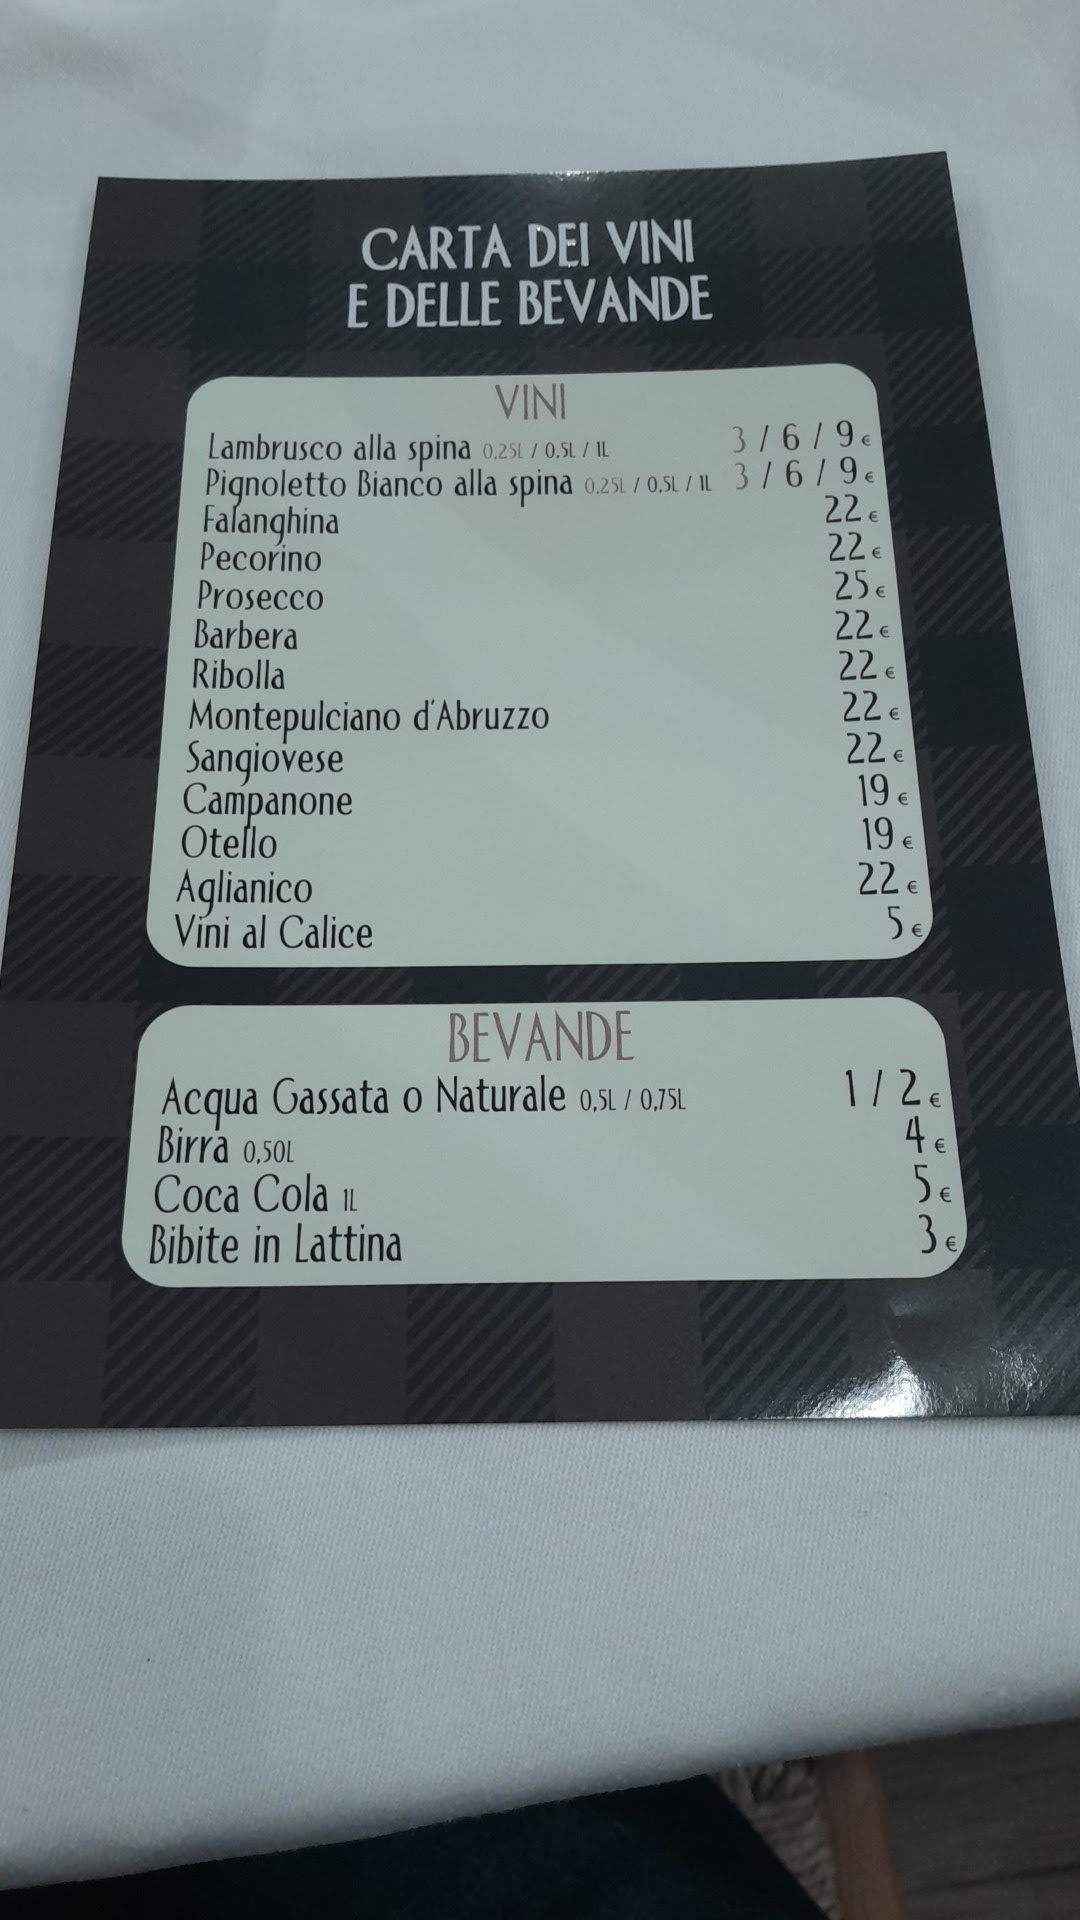 CARTA DEI VINI
E DELLE BEVANDE
VINI
Lambrusco alla spina 0,25L / 0,5L / 1L 3 / 6 / 9 €
Pignoletto Bianco alla spina 0,25L / 0,5L / 1L 3 / 6 / 9 €
Falanghina 22 €
Pecorino 22 €
Prosecco 25 €
Barbera 22 €
Ribolla 22 €
Montepulciano d'Abruzzo 22 €
Sangiovese 22 €
Campanone 19 €
Otello 19 €
Aglianico 22 €
Vini al Calice 5 €
BEVANDE
Acqua Gassata o Naturale 0,5L / 0,75L 1 / 2 €
Birra 0,50L 4 €
Coca Cola 1L 5 €
Bibite in Lattina 3 €